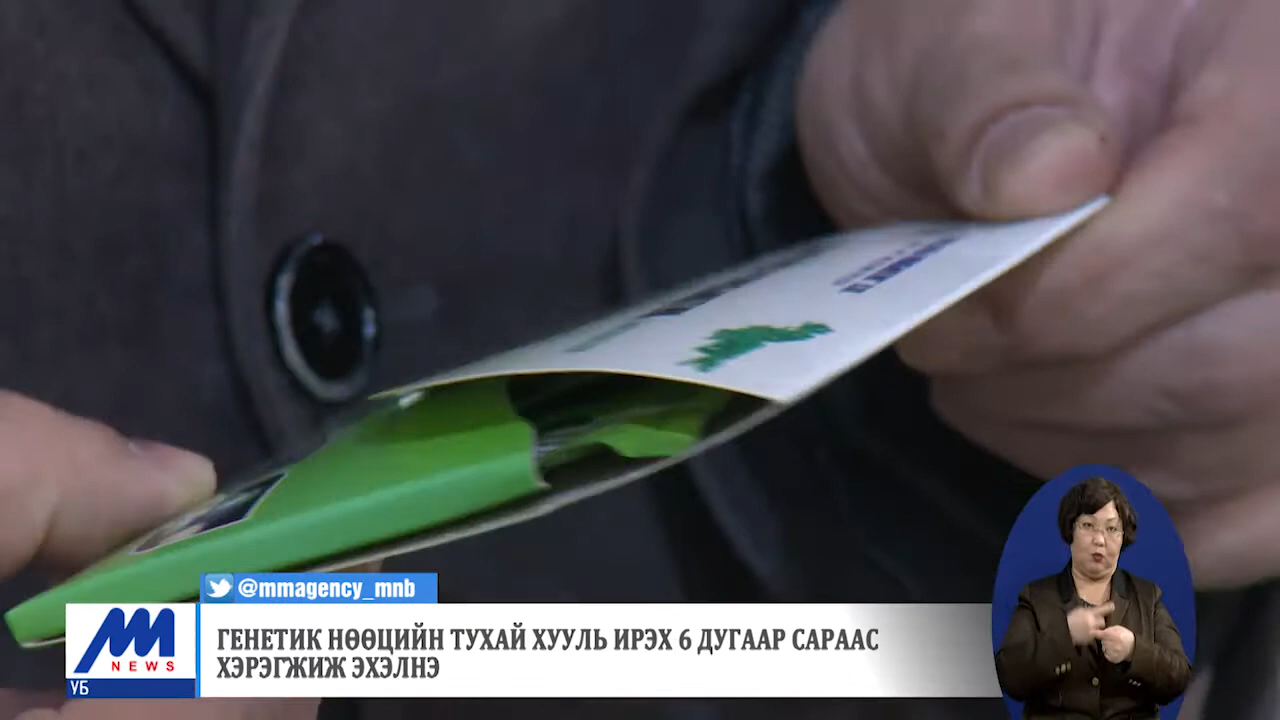 @mmagency_mnb
MM
NEWS
УБ
ГЕНЕТИК НӨӨЦИЙН ТУХАЙ ХУУЛЬ ИРЭХ 6 ДУГААР САРААС
ХЭРЭГЖИЖ ЭХЭЛНЭ